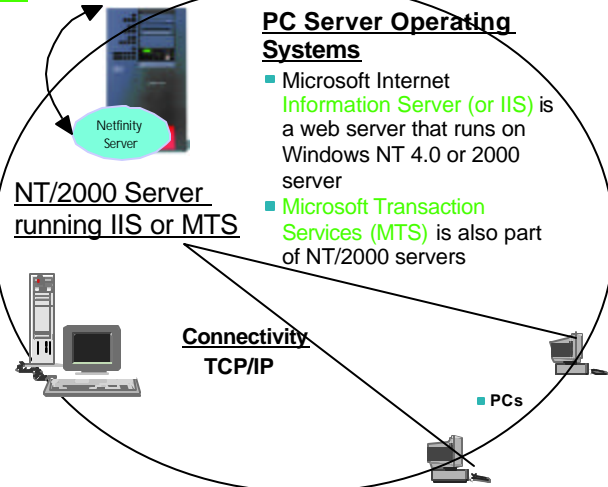 PC Server Operating
Systems
Microsoft Internet
Information Server (or IIS) is
a web server that runs on
Windows NT 4.0 or 2000
server
Microsoft Transaction
Services (MTS) is also part
of NT/2000 servers
Netfinity
Server
NT/2000 Server
running IIS or MTS
Connectivity
TCP/IP
PCs